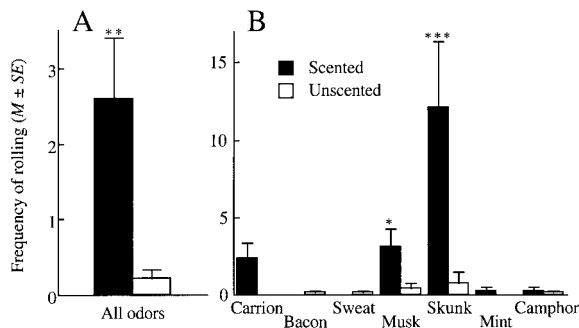 A
B
**
***
*
Scented
Unscented
Frequency of rolling (M ± SE)
3
2
1
0
15
10
5
0
All odors
Carrion
Bacon
Sweat
Musk
Skunk
Mint
Camphor